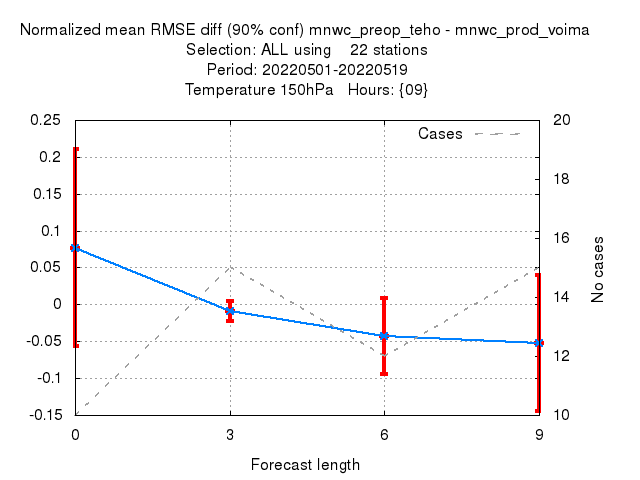 Normalized mean RMSE diff (90% conf) mnwc_preop_teho - mnwc_prod_voima
Selection: ALL using 22 stations
Period: 20220501-20220519
Temperature 150hPa Hours: {09}
Cases
0.25
0.2
0.15
0.1
0.05
0
-0.05
-0.1
-0.15
20
18
16
14
12
10
No cases
0 3 6 9
Forecast length